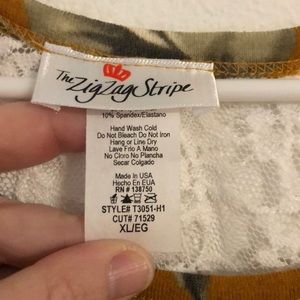 The ZigZag Stripe
10% Spandex/Elastano
Hand Wash Cold
Do Not Bleach Do Not Iron
Hang or Line Dry
Lave Frio A Mano
No Cloro No Plancha
Secar Colgado
Made In USA
Hecho En EUA
RN # 138750
STYLE# T3051-H1
CUT# 71529
XL/EG